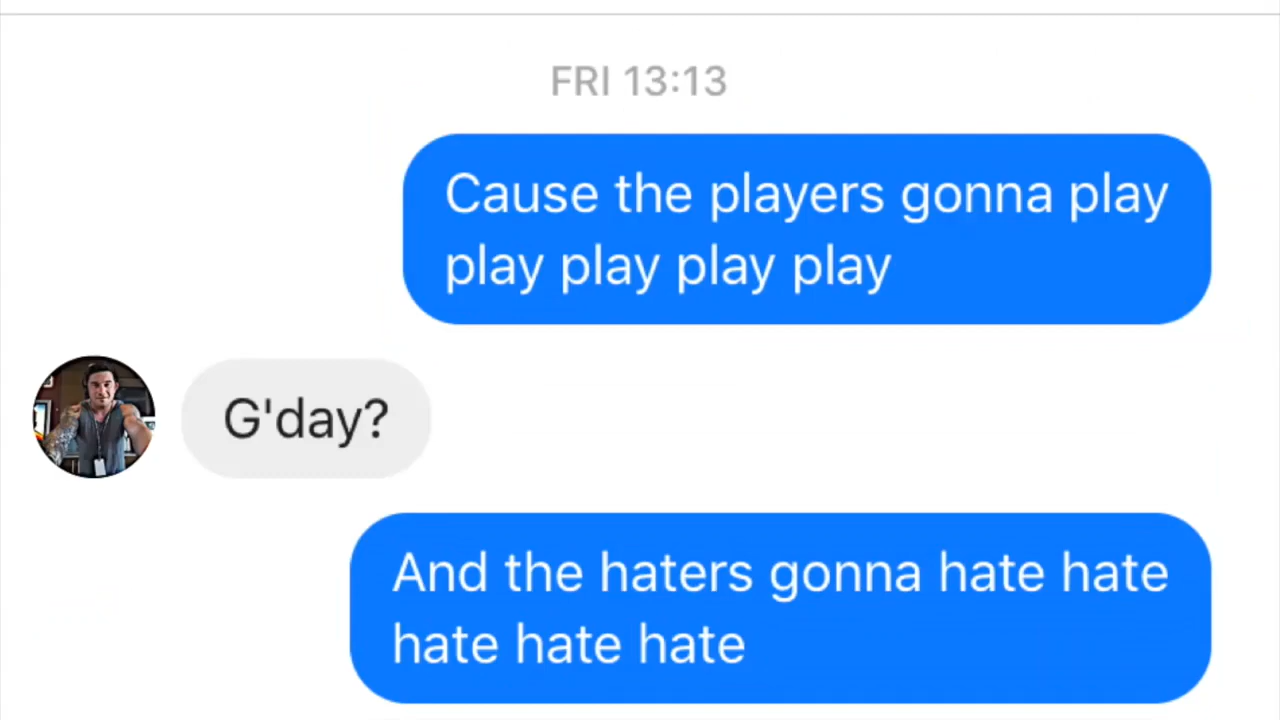 FRI 13:13
Cause the players gonna play
play play play play
G'day?
And the haters gonna hate hate
hate hate hate